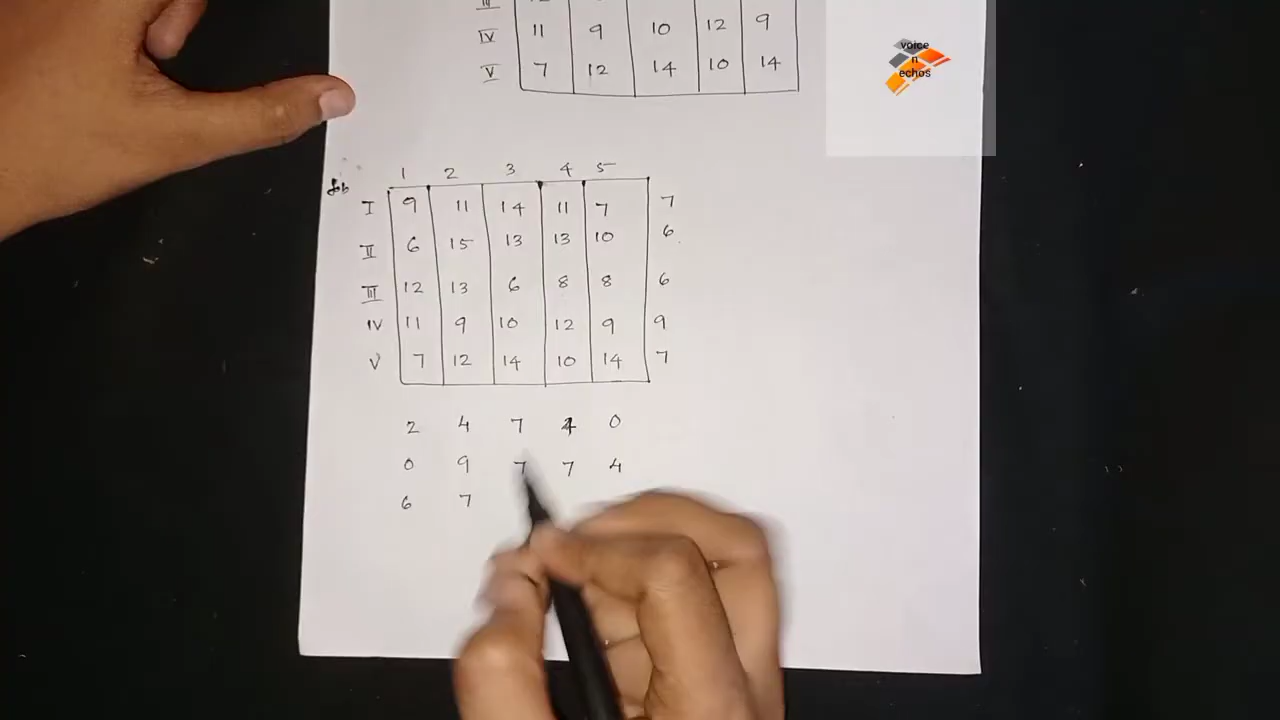 III
IV 11 9 10 12 9
V 7 12 14 10 14
voice
n
echos
1 2 3 4 5
Job
I 9 11 14 11 7 7
II 6 15 13 13 10 6
III 12 13 6 8 8 6
IV 11 9 10 12 9 9
V 7 12 14 10 14 7
2 4 7 4 0
0 9 7 7 4
6 7